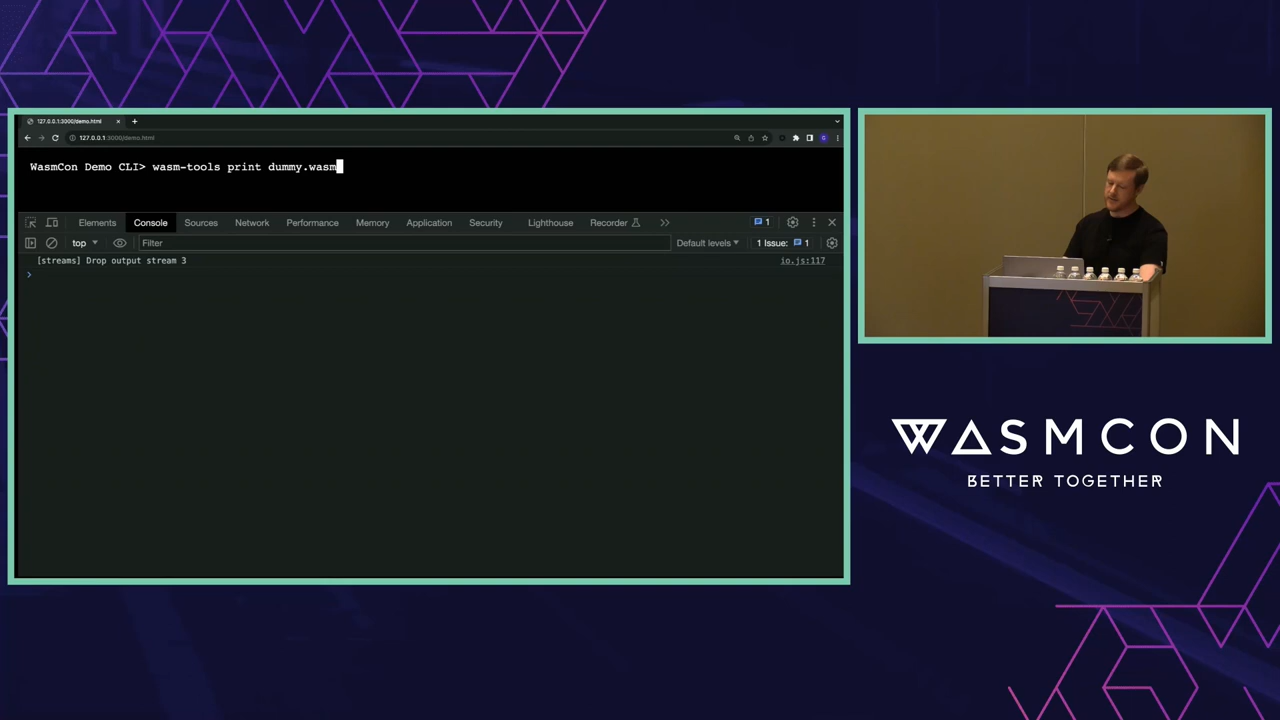 127.0.0.1:3000/demo.html
127.0.0.1:3000/demo.html
WasmCon Demo CLI> wasm-tools print dummy.wasm
Elements Console Sources Network Performance Memory Application Security Lighthouse Recorder 1
top Filter Default levels 1 Issue: 1
[streams] Drop output stream 3 io.js:117
WASMCON
BETTER TOGETHER